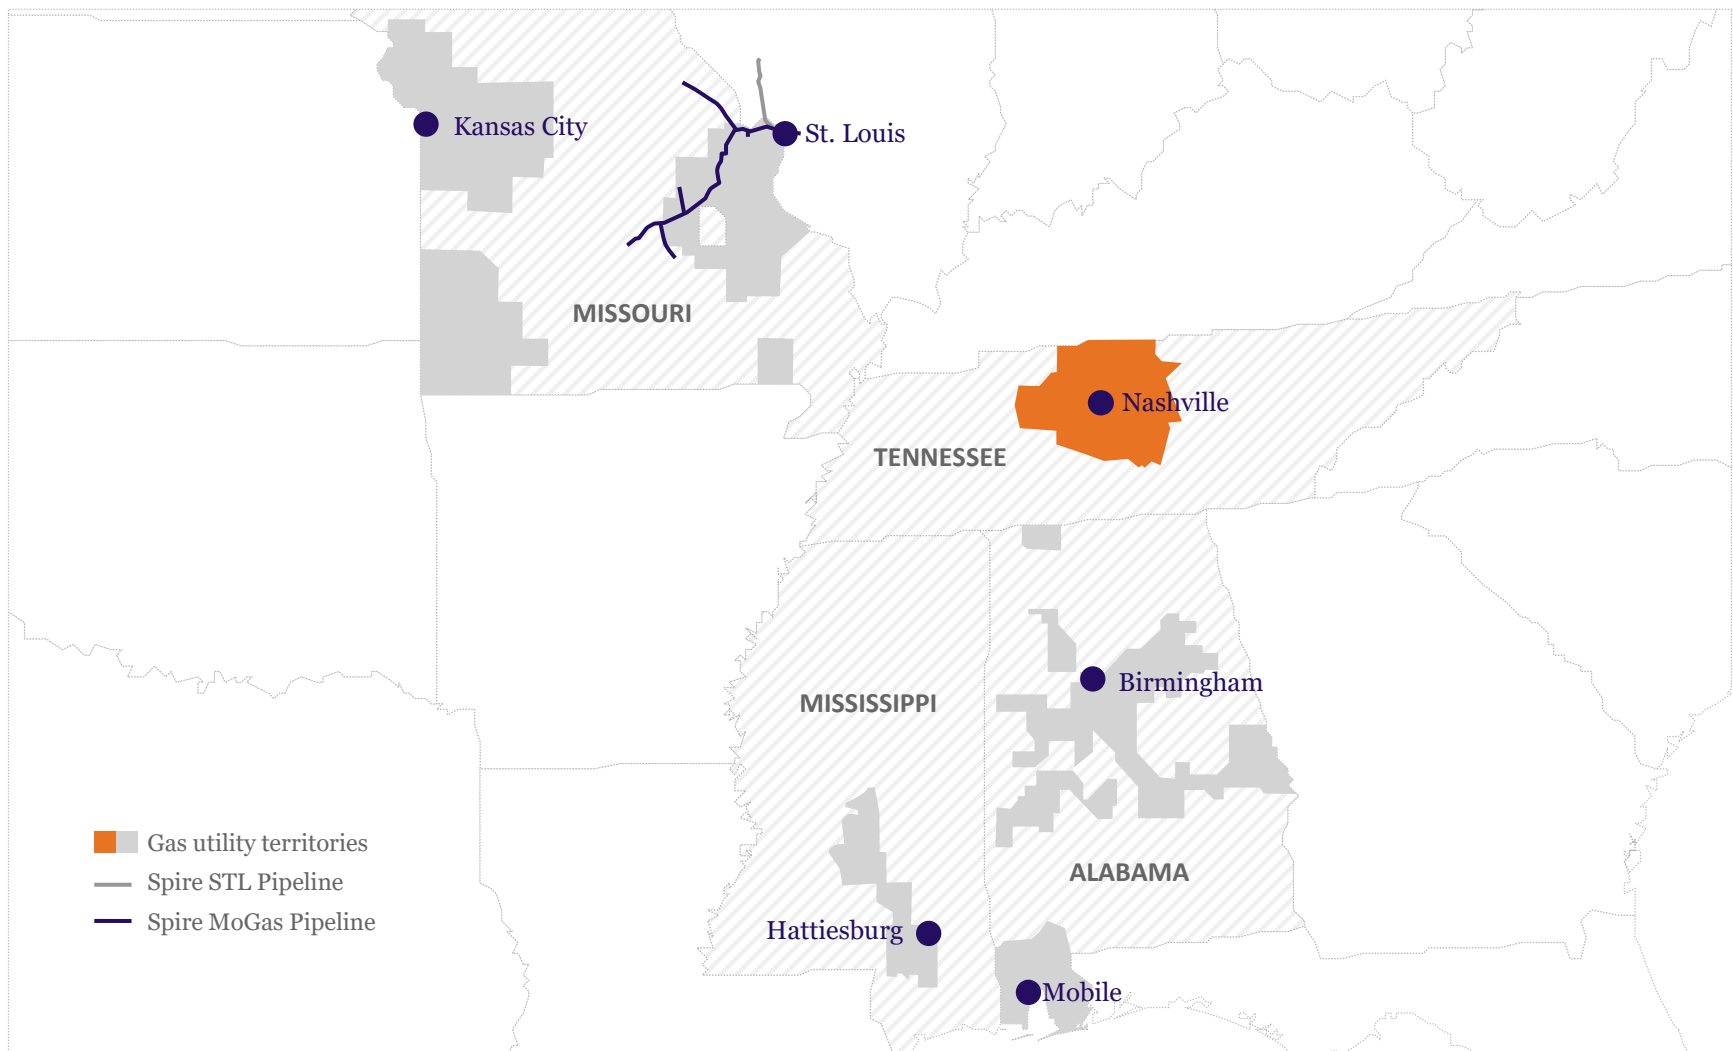 Kansas City
St. Louis
MISSOURI
Nashville
TENNESSEE
Birmingham
MISSISSIPPI
ALABAMA
Hattiesburg
Mobile
Gas utility territories
Spire STL Pipeline
Spire MoGas Pipeline